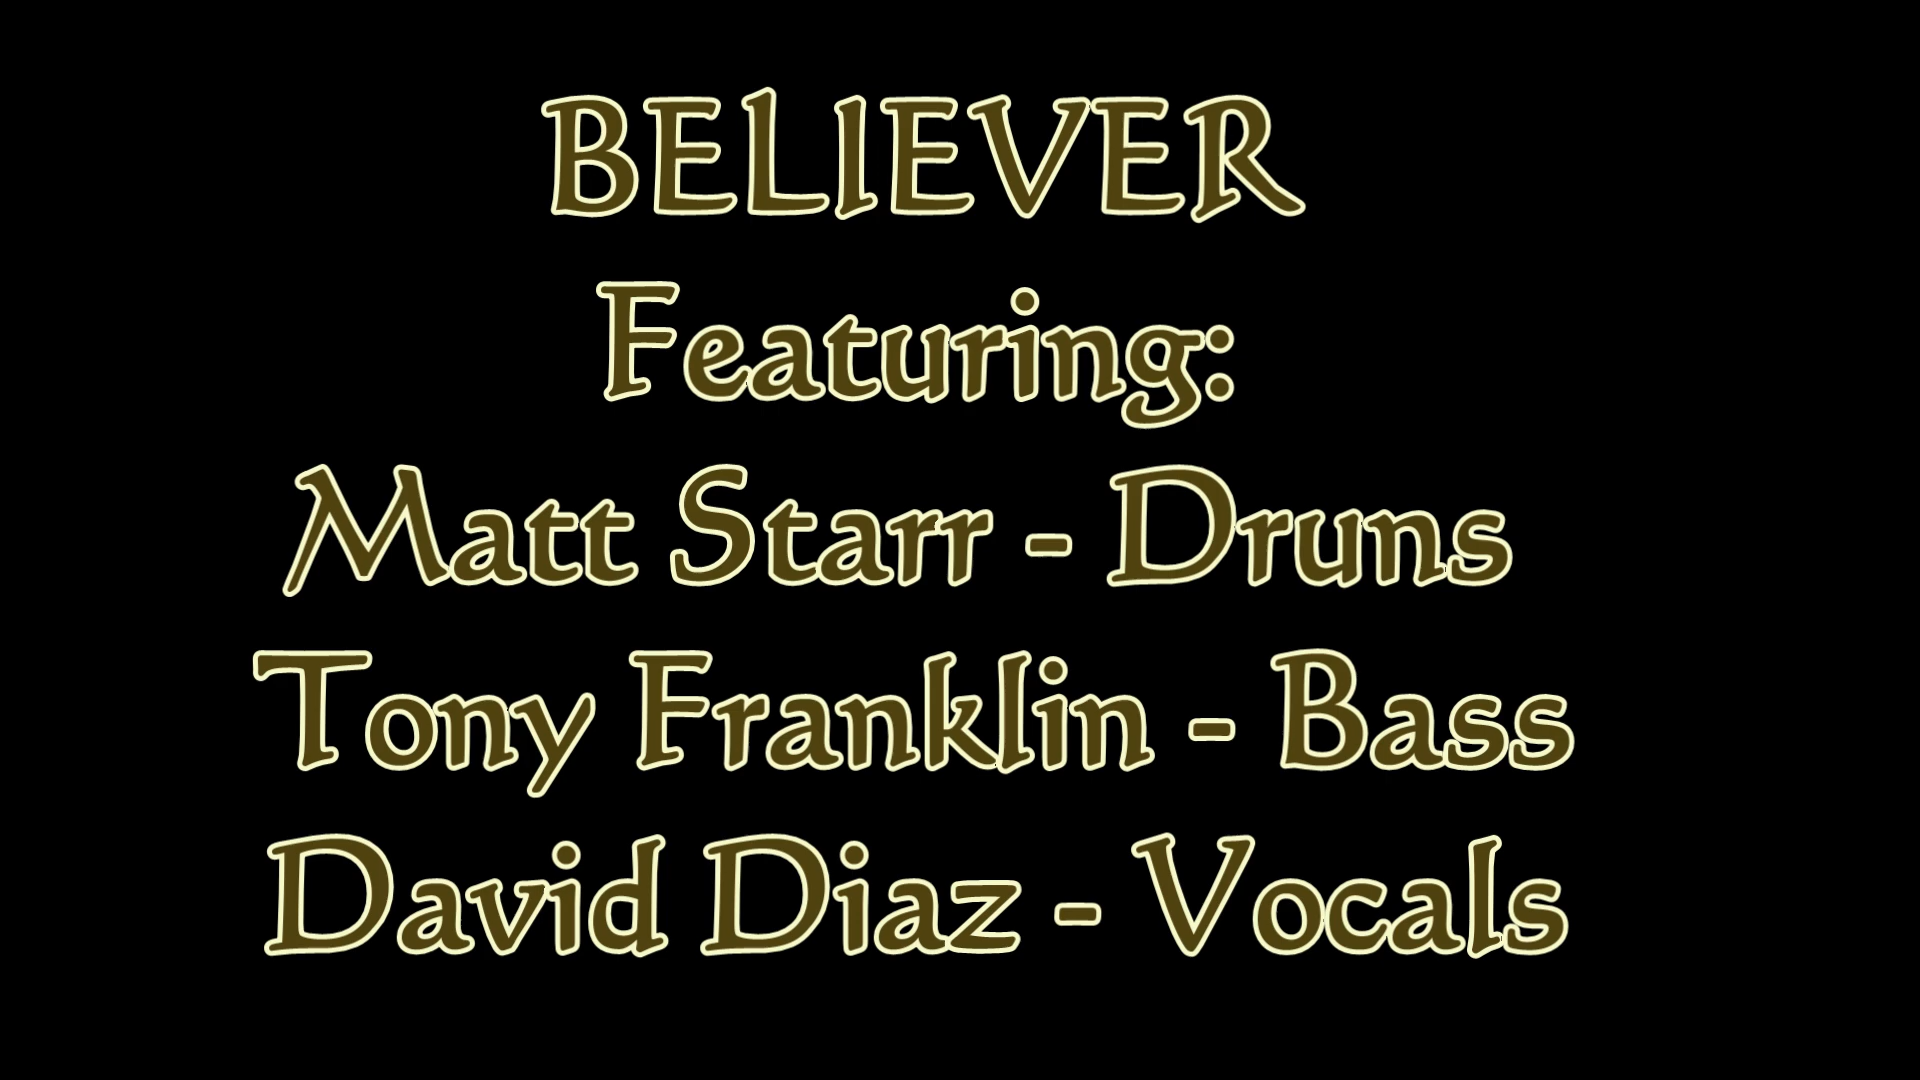 BELIEVER
Featuring:
Matt Starr - Druns
Tony Franklin - Bass
David Diaz - Vocals